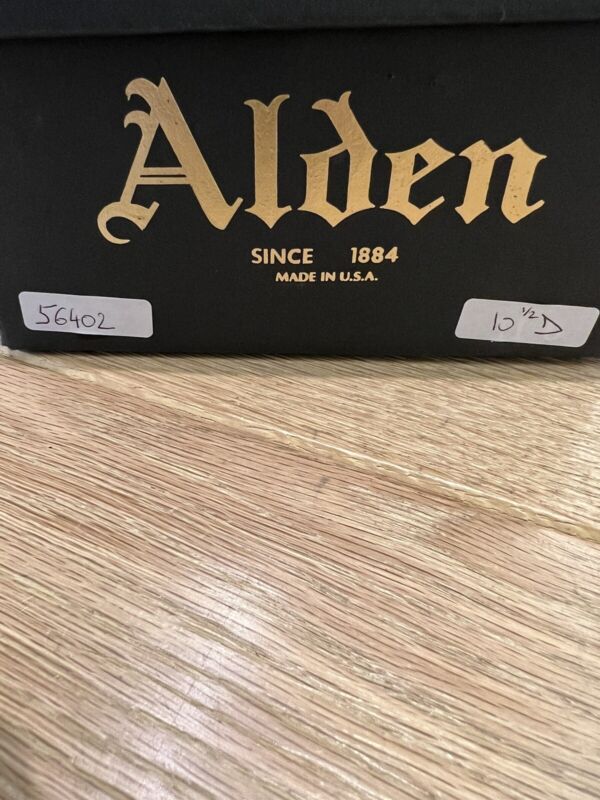 Alden
SINCE 1884
MADE IN U.S.A.
56402
10 1/2 D